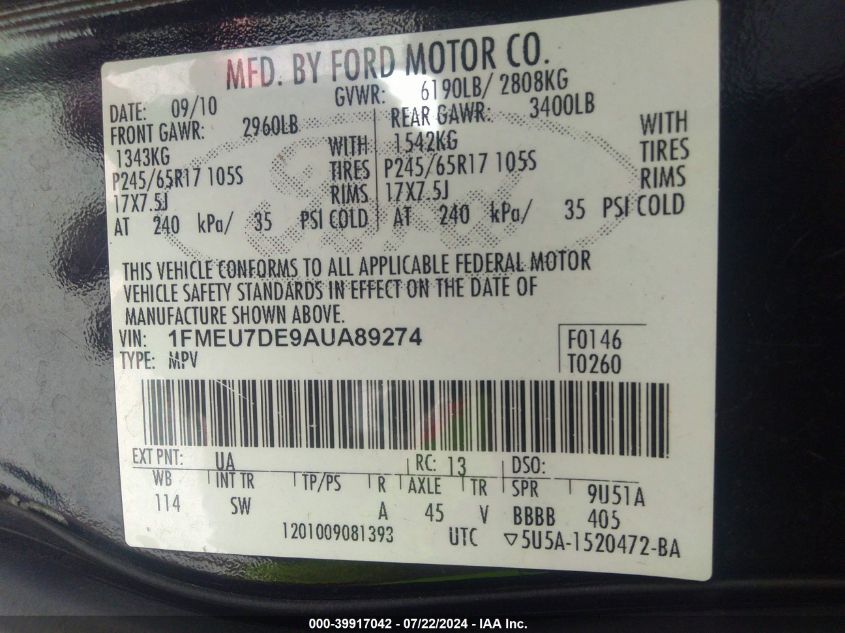 MFD. BY FORD MOTOR CO.
DATE: 09/10 GVWR: 6190LB/ 2808KG
FRONT GAWR: 2960LB REAR GAWR: 3400LB
1343KG WITH 1542KG WITH
P245/65R17 105S TIRES P245/65R17 105S TIRES
17X7.5J RIMS 17X7.5J RIMS
AT 240 kPa/ 35 PSI COLD AT 240 kPa/ 35 PSI COLD
THIS VEHICLE CONFORMS TO ALL APPLICABLE FEDERAL MOTOR
VEHICLE SAFETY STANDARDS IN EFFECT ON THE DATE OF
MANUFACTURE SHOWN ABOVE.
VIN: 1FMEU7DE9AUA89274 F0146
TYPE: MPV T0260
EXT PNT: UA RC: 13 DSO:
WB INT TR TP/PS R AXLE TR SPR 9U51A
114 SW A 45 V BBBB 405
1201009081393 UTC ▽5U5A-1520472-BA
000-39917042 - 07/22/2024 - IAA Inc.